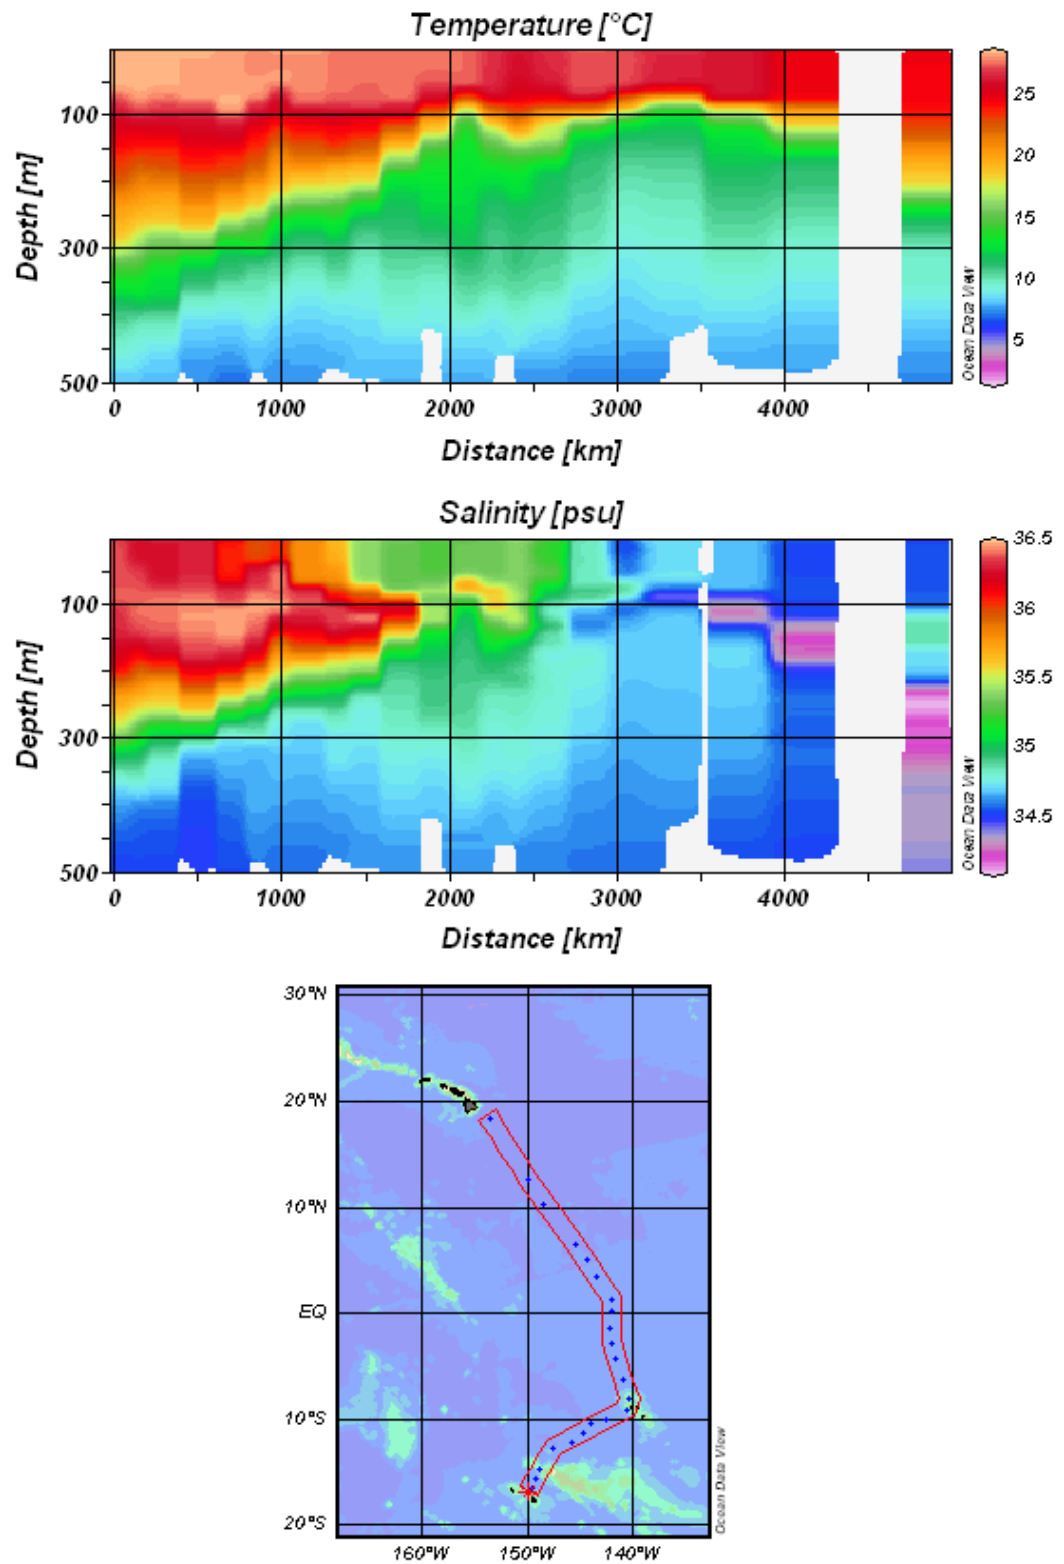 Temperature [°C]
Depth [m]
100
300
500
0
1000
2000
3000
4000
Distance [km]
25
20
15
10
5
Ocean Data View
Salinity [psu]
Depth [m]
100
300
500
0
1000
2000
3000
4000
Distance [km]
36.5
36
35.5
35
34.5
Ocean Data View
30°N
20°N
10°N
EQ
10°S
20°S
160°W
150°W
140°W
Ocean Data View